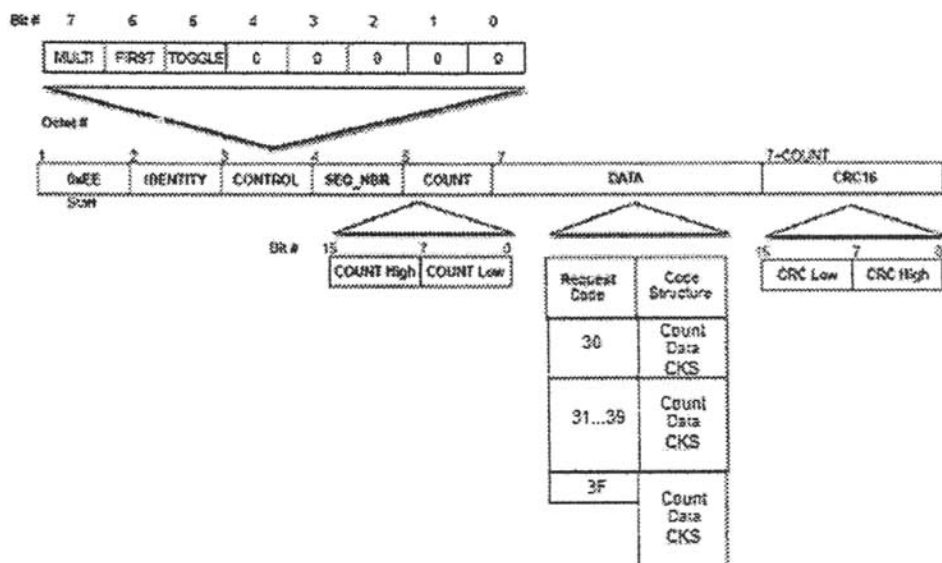 Bit # 7 6 5 4 3 2 1 0
MULTI FIRST TOGGLE 0 0 0 0 0
Octet #
1 2 3 4 5 7 7+COUNT
0xEE IDENTITY CONTROL SEQ_NBR COUNT DATA CRC16
Start
Bit # 15 7 0 15 7 0
COUNT High COUNT Low CRC Low CRC High
Request Code Code Structure
30 Count Data CKS
31...39 Count Data CKS
3F Count Data CKS